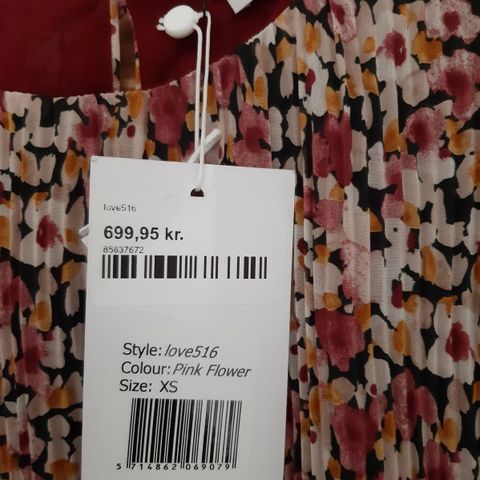 love516
699,95 kr.
85637672
Style: love516
Colour: Pink Flower
Size: XS
5 714862 069079